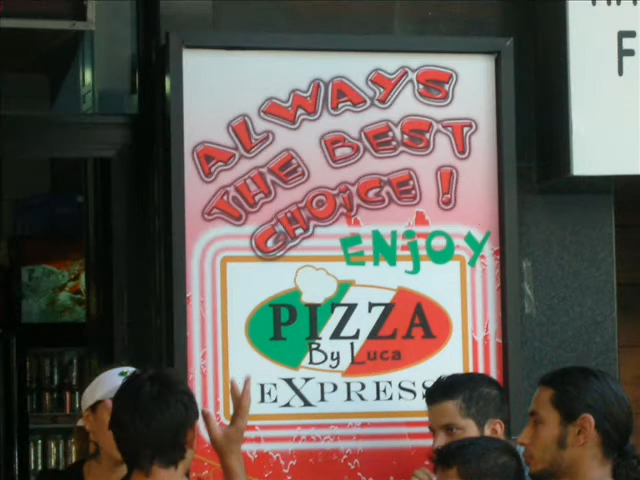 ALWAYS
THE BEST
CHOiCE!
ENjOY
PIZZA
By Luca
EXPRESS
F